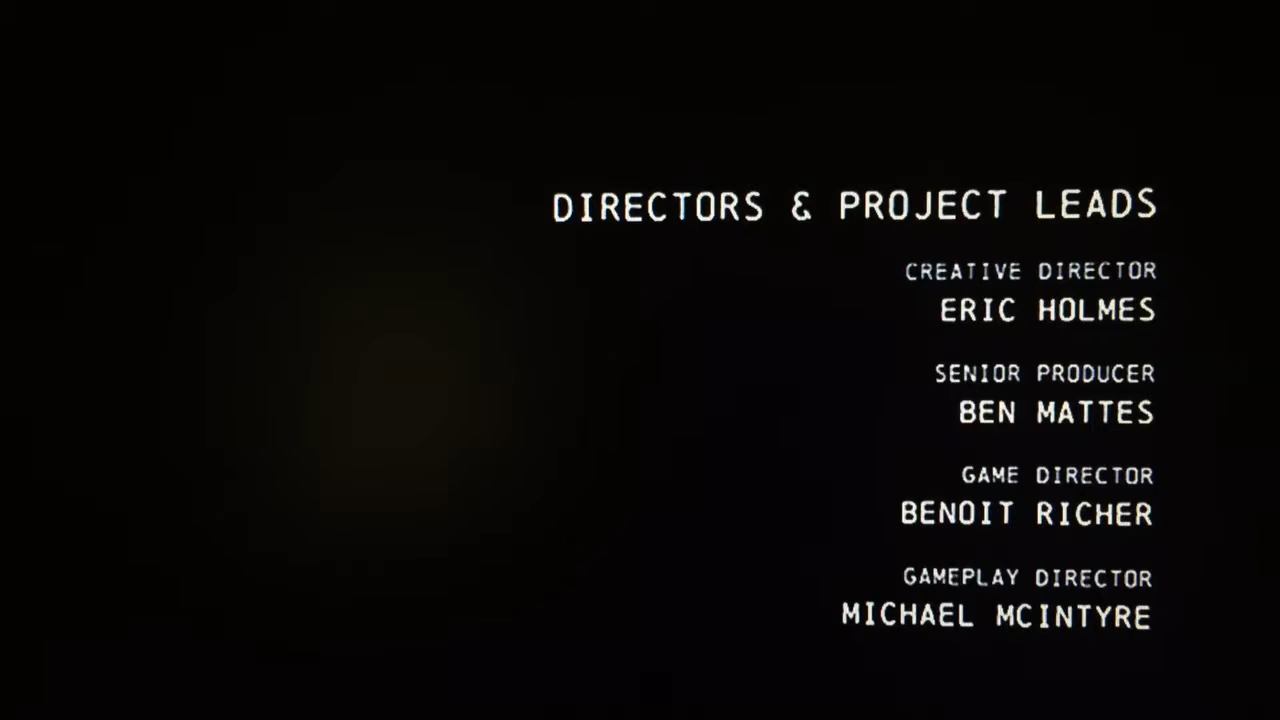 DIRECTORS & PROJECT LEADS
CREATIVE DIRECTOR
ERIC HOLMES
SENIOR PRODUCER
BEN MATTES
GAME DIRECTOR
BENOIT RICHER
GAMEPLAY DIRECTOR
MICHAEL MCINTYRE